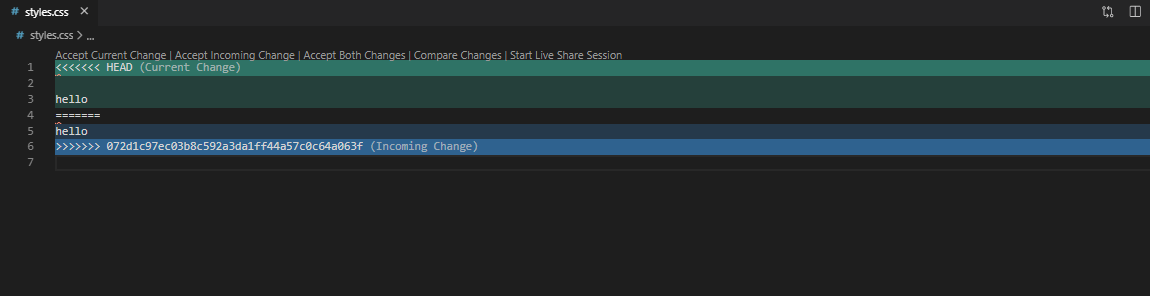 # styles.css ×
# styles.css > ...
Accept Current Change | Accept Incoming Change | Accept Both Changes | Compare Changes | Start Live Share Session
1 <<<<<<< HEAD (Current Change)
2
3 hello
4 =======
5 hello
6 >>>>>>> 072d1c97ec03b8c592a3da1ff44a57c0c64a063f (Incoming Change)
7